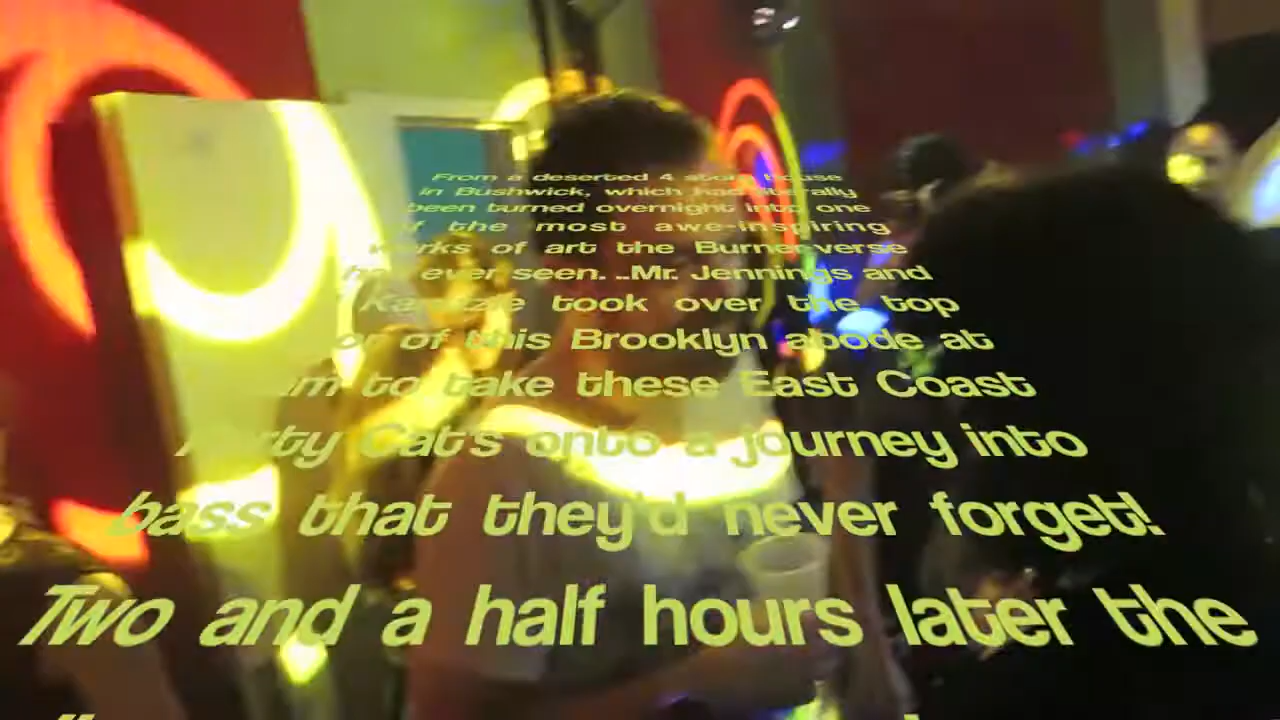 From a deserted 4 story house
in Bushwick, which had literally
been turned overnight into one
of the most awe-inspiring
works of art the Burnerverse
had ever seen. ..Mr. Jennings and
took over the top
of this Brooklyn abode at
to take these East Coast
Party Cat's onto a journey into
bass that they'd never forget!
Two and a half hours later the